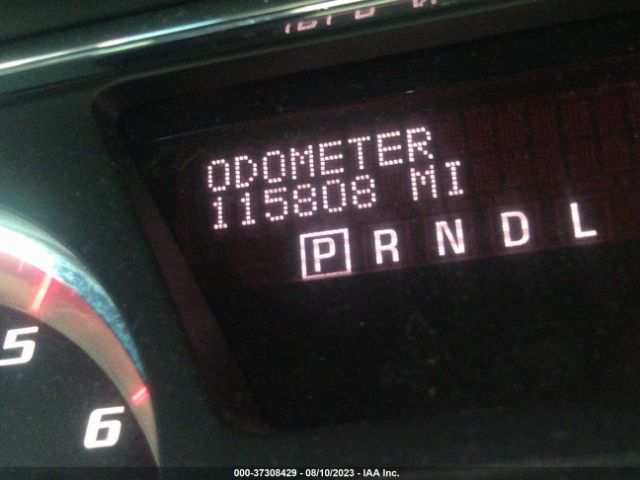 ODOMETER
115808 MI
P R N D L
5
6
000-37308429 - 08/10/2023 - IAA Inc.